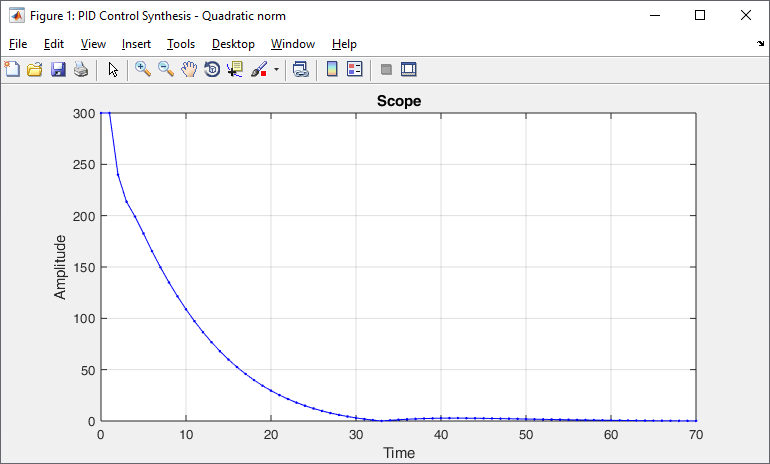 Figure 1: PID Control Synthesis - Quadratic norm
File Edit View Insert Tools Desktop Window Help
Scope
300
250
200
150
100
50
0
Amplitude
0 10 20 30 40 50 60 70
Time